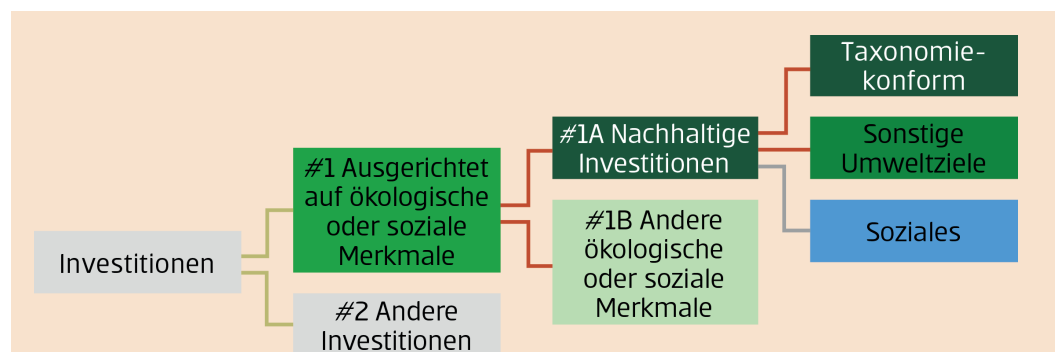 Investitionen
#1 Ausgerichtet
auf ökologische
oder soziale
Merkmale
#2 Andere
Investitionen
#1A Nachhaltige
Investitionen
#1B Andere
ökologische
oder soziale
Merkmale
Taxonomie-
konform
Sonstige
Umweltziele
Soziales